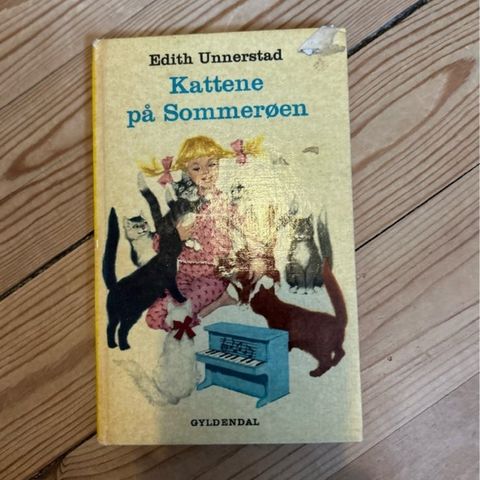 Edith Unnerstad
Kattene
på Sommerøen
GYLDENDAL